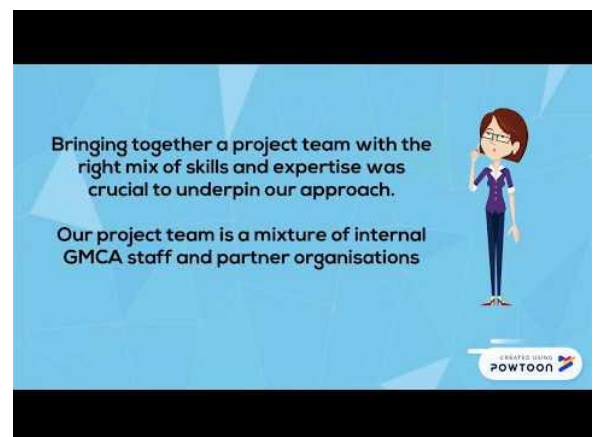 Bringing together a project team with the
right mix of skills and expertise was
crucial to underpin our approach.
Our project team is a mixture of internal
GMCA staff and partner organisations
CREATED USING
POWTOON